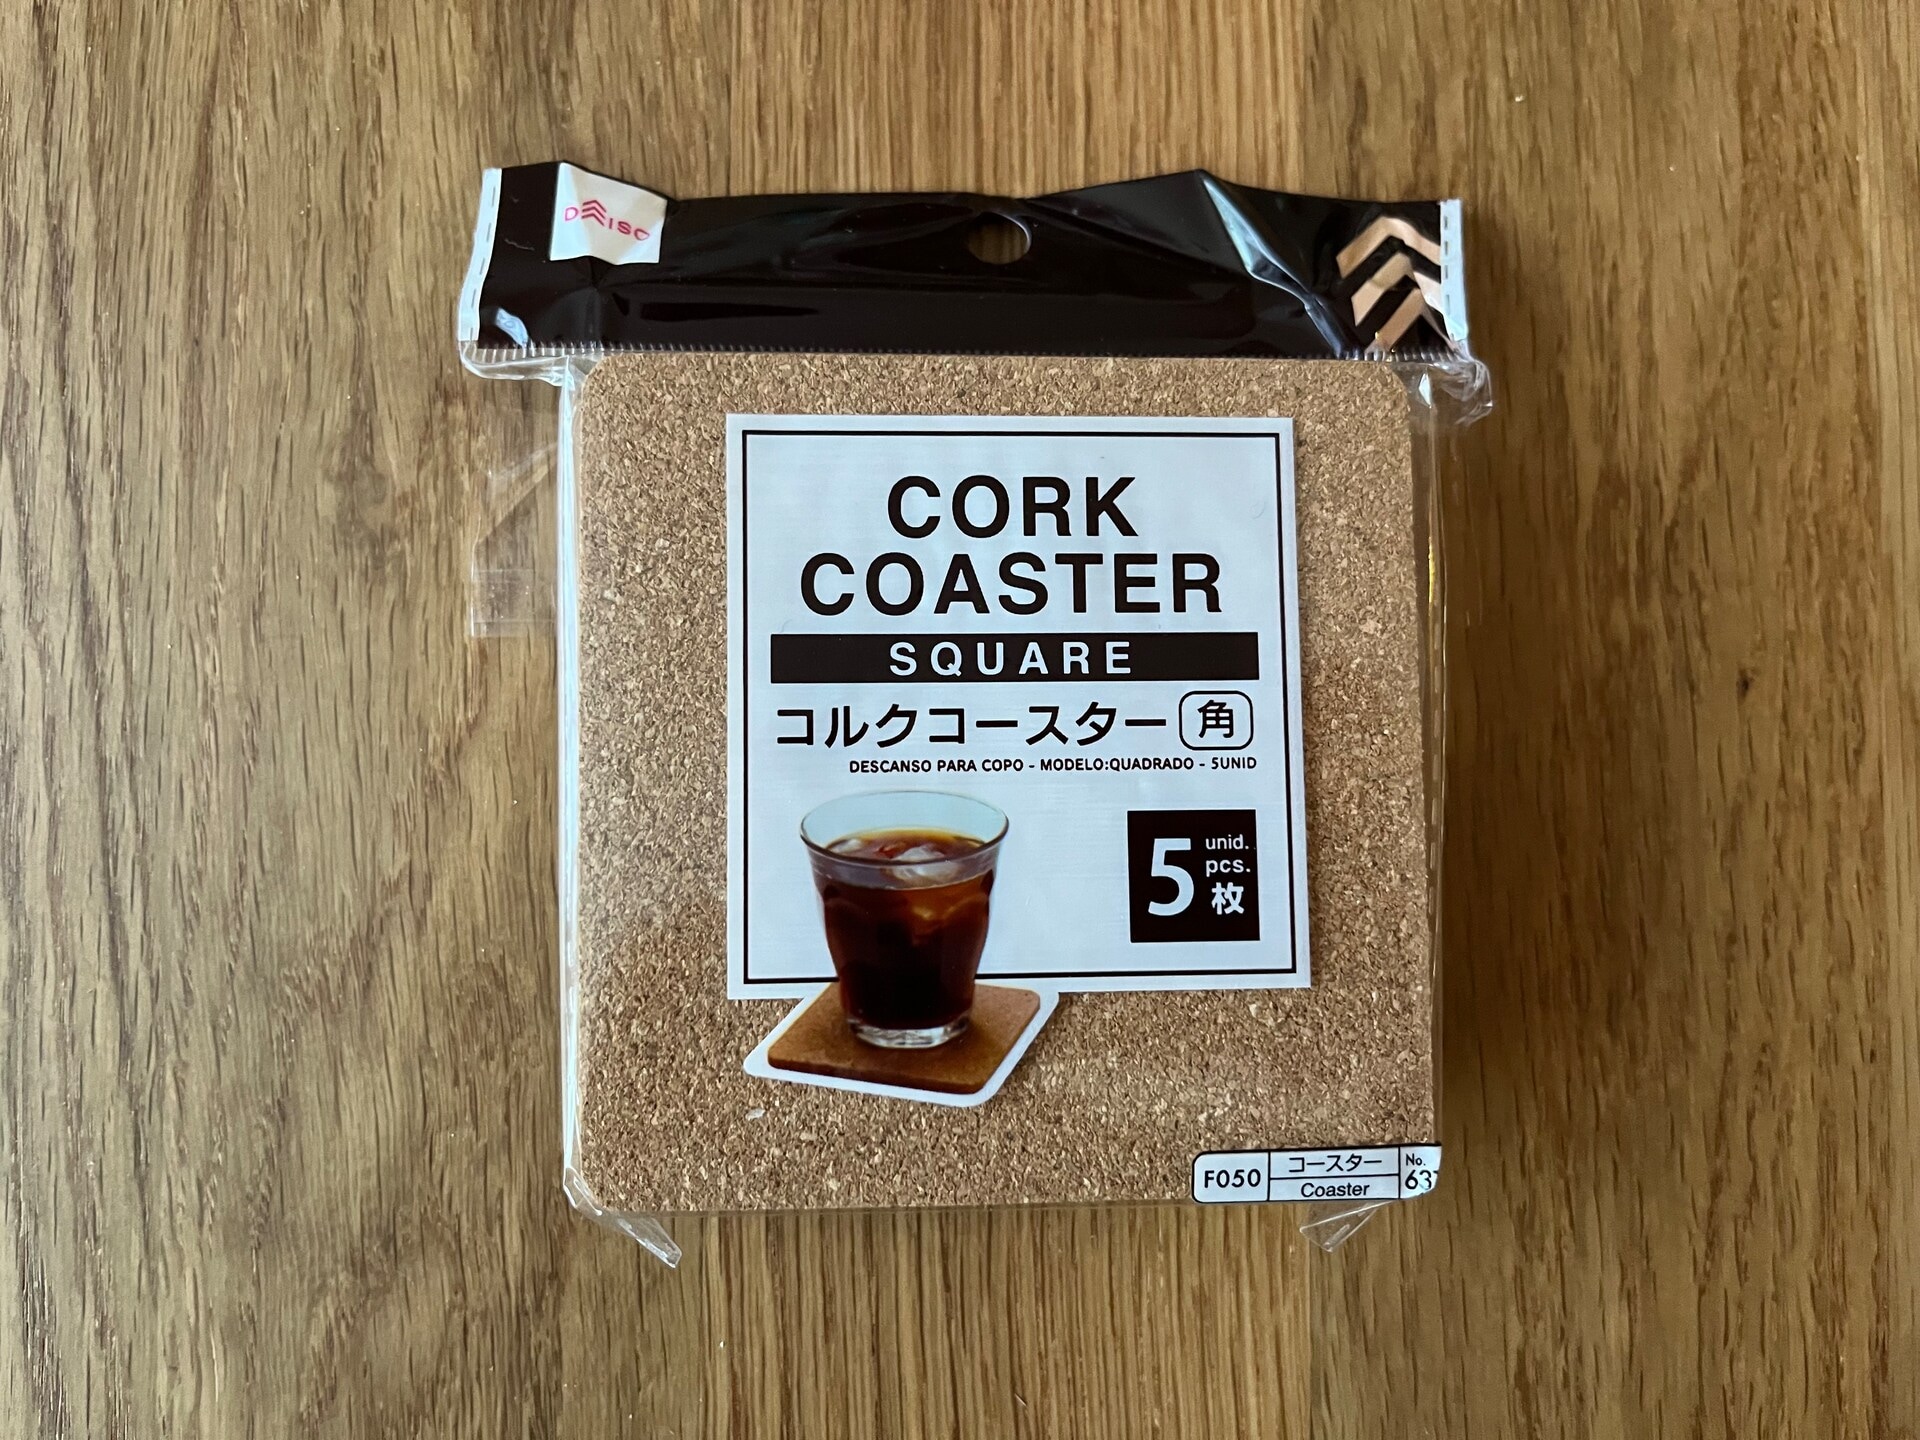 DAISO
CORK
COASTER
SQUARE
コルクコースター 角
DESCANSO PARA COPO - MODELO:QUADRADO - 5UNID
5 unid.
pcs.
枚
F050 コースター No.
Coaster